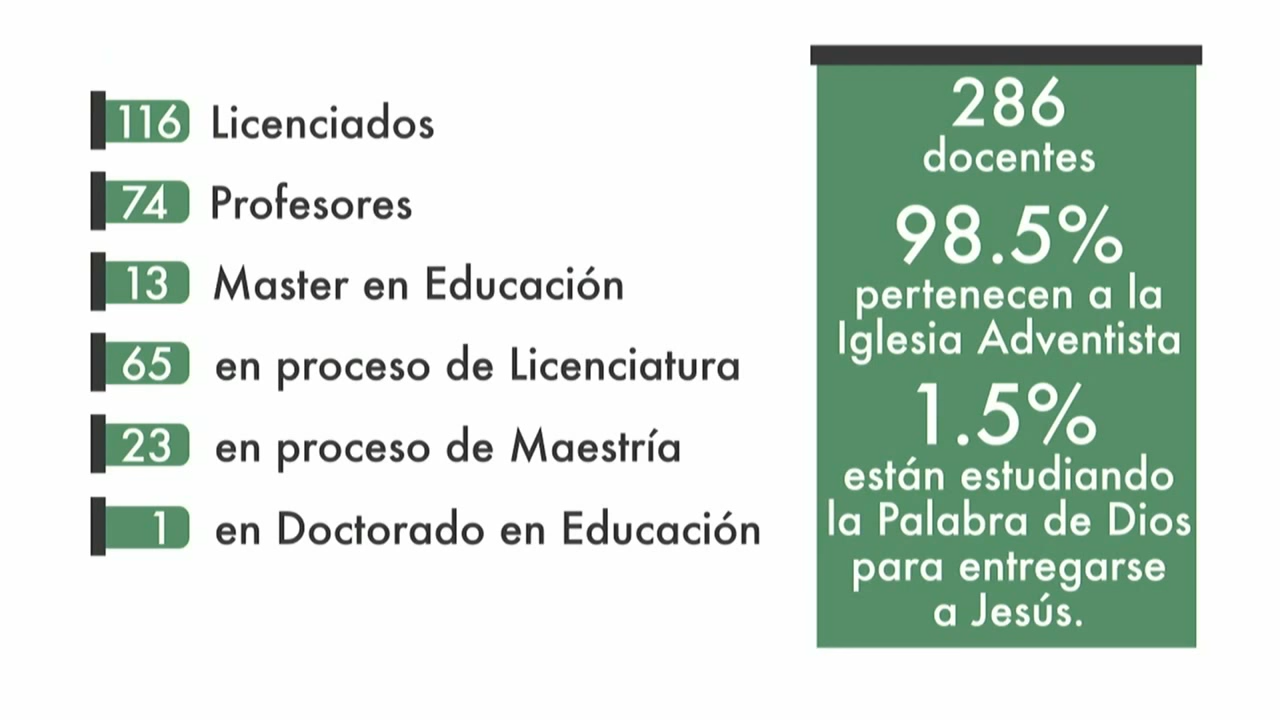 116 Licenciados
74 Profesores
13 Master en Educación
65 en proceso de Licenciatura
23 en proceso de Maestría
1 en Doctorado en Educación
286
docentes
98.5%
pertenecen a la
Iglesia Adventista
1.5%
están estudiando
la Palabra de Dios
para entregarse
a Jesús.